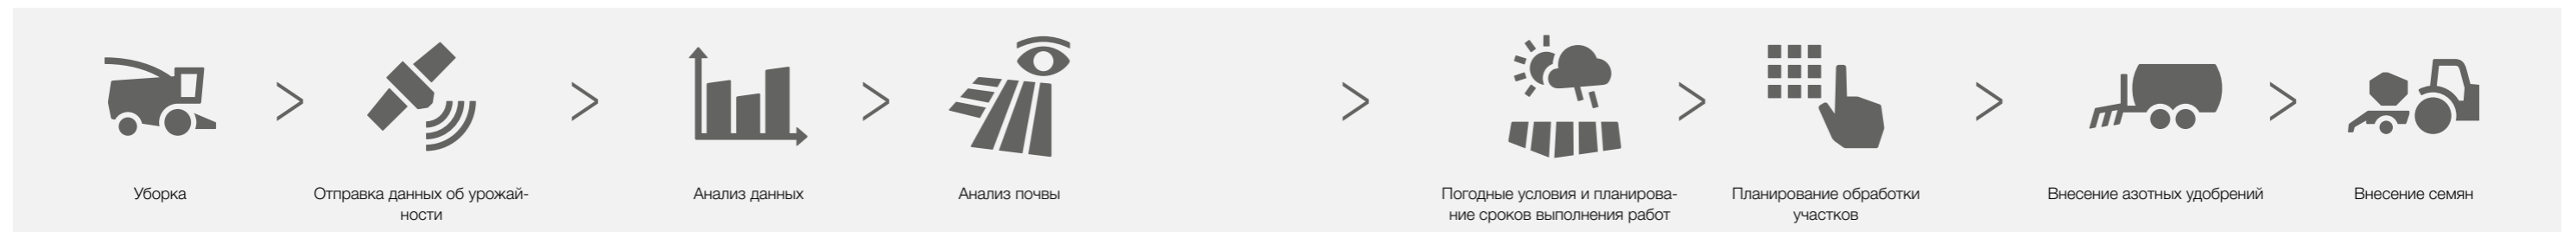 Уборка
Отправка данных об урожай-
ности
Анализ данных
Анализ почвы
Погодные условия и планирова-
ние сроков выполнения работ
Планирование обработки
участков
Внесение азотных удобрений
Внесение семян